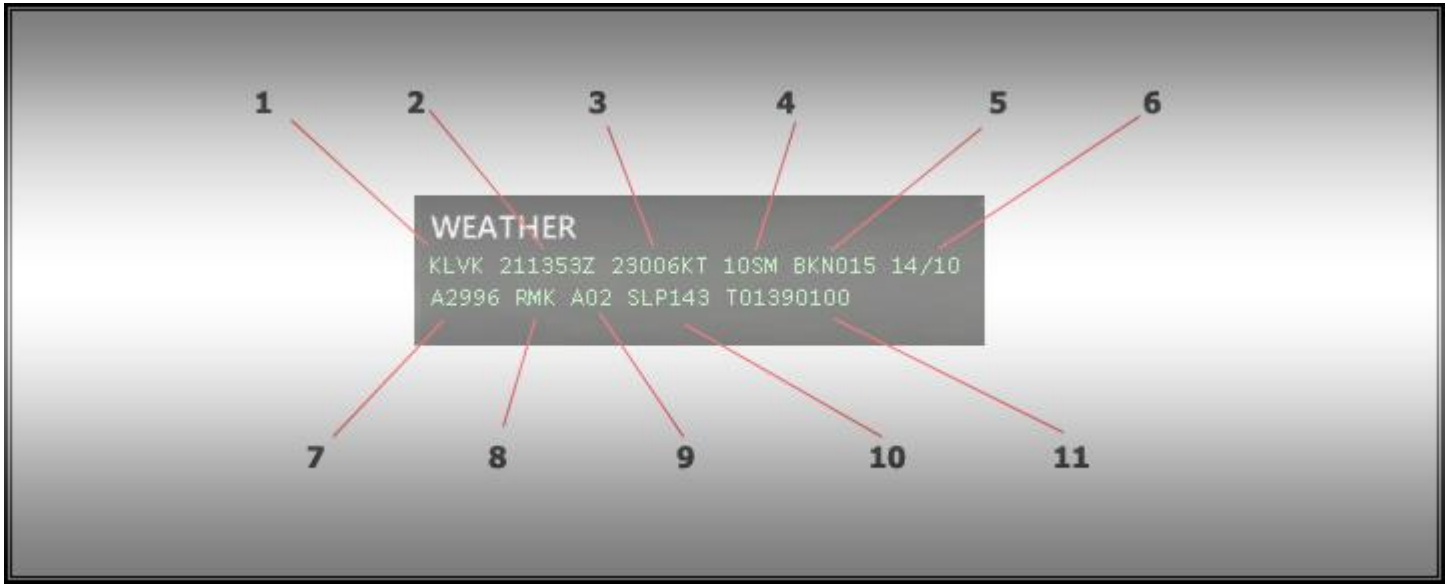 1 2 3 4 5 6
WEATHER
KLVK 211353Z 23006KT 10SM BKN015 14/10
A2996 RMK A02 SLP143 T01390100
7 8 9 10 11